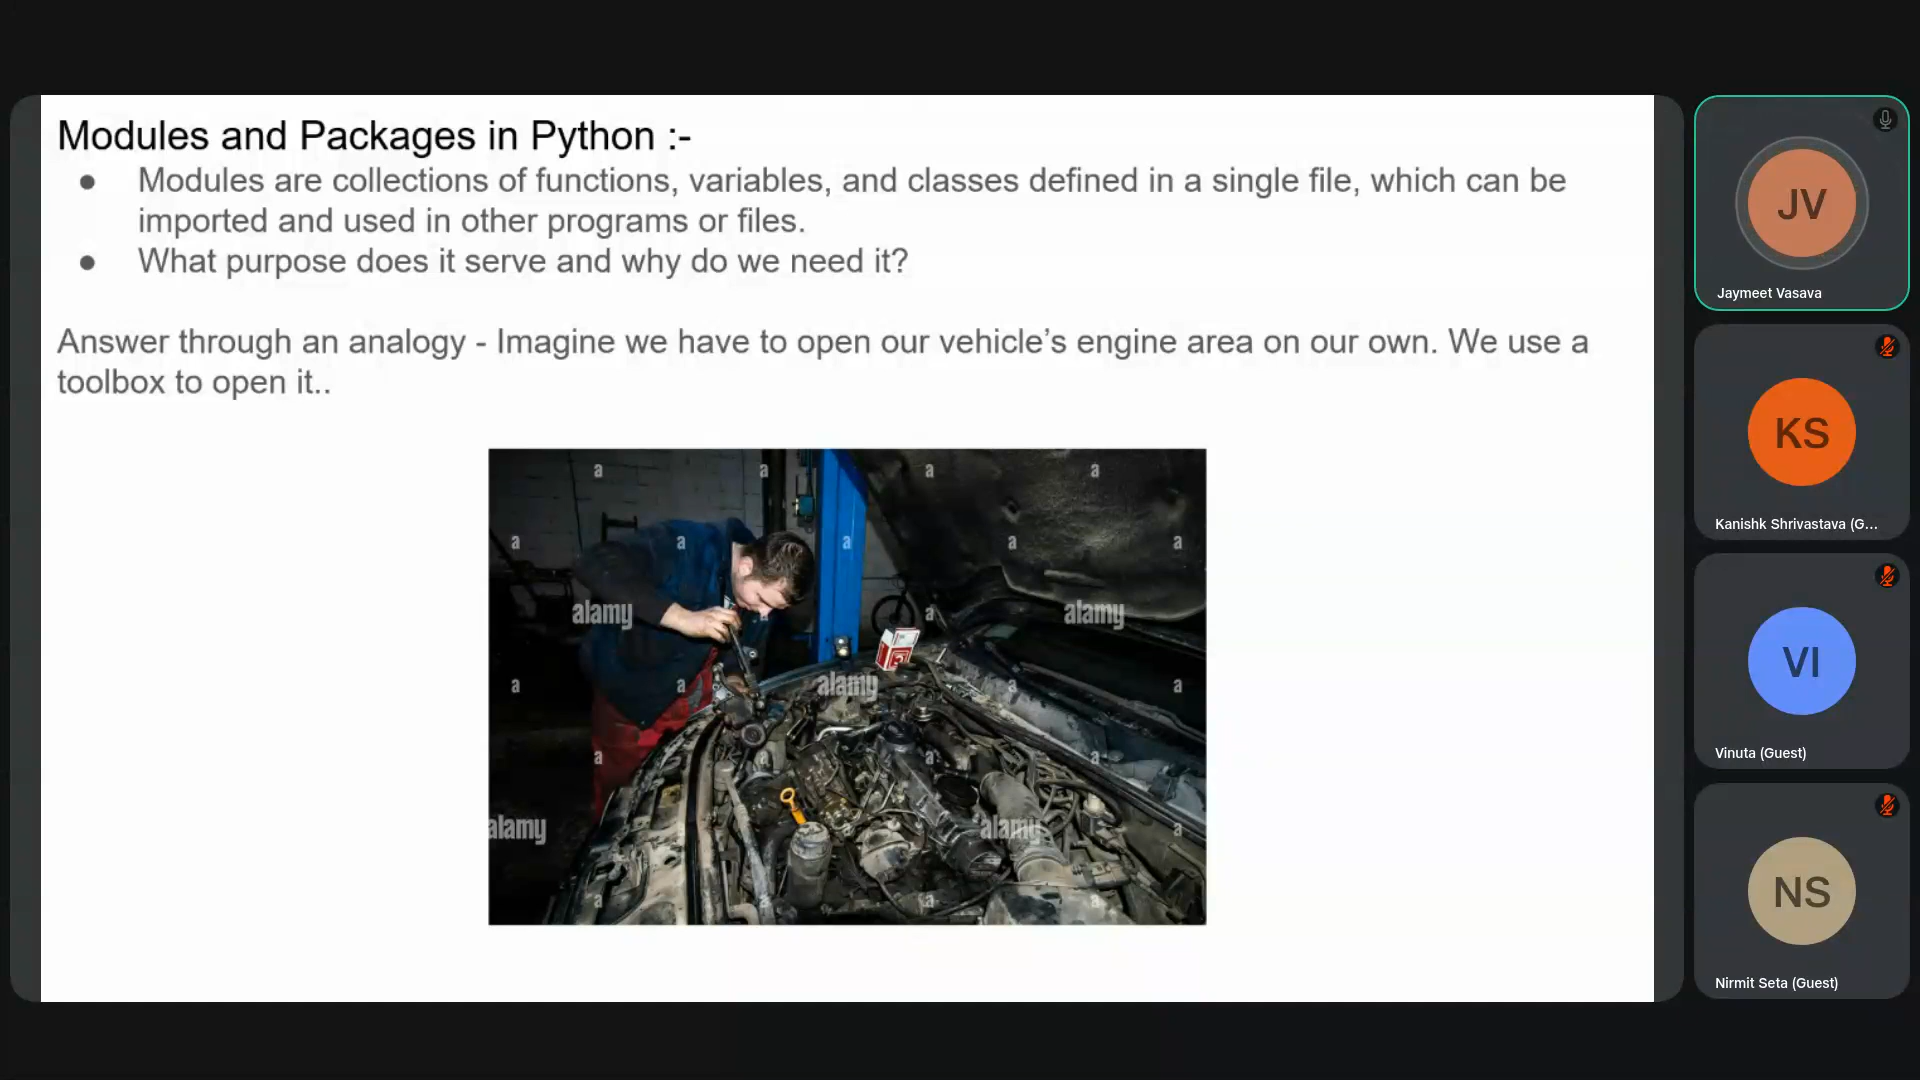 Modules and Packages in Python :-
● Modules are collections of functions, variables, and classes defined in a single file, which can be
imported and used in other programs or files.
● What purpose does it serve and why do we need it?
Answer through an analogy - Imagine we have to open our vehicle’s engine area on our own. We use a
toolbox to open it..
a a a a
a a a a a
alamy a a alamy
a a alamy a a
a a a
alamy a alamy a
a a a
JV
Jaymeet Vasava
KS
Kanishk Shrivastava (G...
VI
Vinuta (Guest)
NS
Nirmit Seta (Guest)